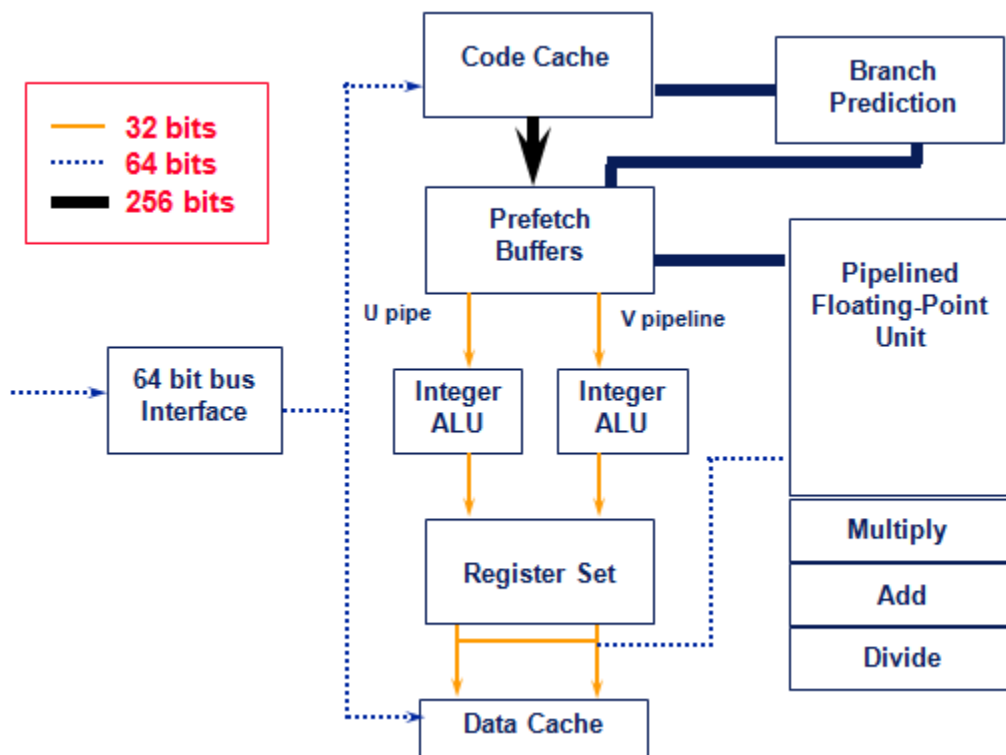 Code Cache
Branch
Prediction
32 bits
64 bits
256 bits
Prefetch
Buffers
Pipelined
Floating-Point
Unit
U pipe
V pipeline
64 bit bus
Interface
Integer
ALU
Integer
ALU
Multiply
Register Set
Add
Divide
Data Cache